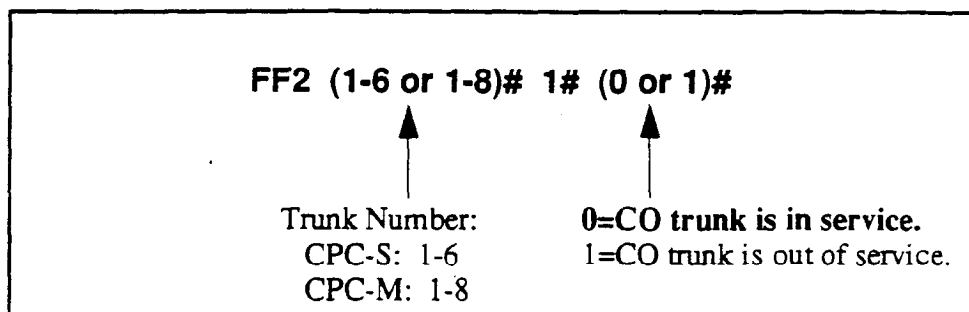 FF2 (1-6 or 1-8)# 1# (0 or 1)#
Trunk Number:
CPC-S: 1-6
CPC-M: 1-8
0=CO trunk is in service.
1=CO trunk is out of service.